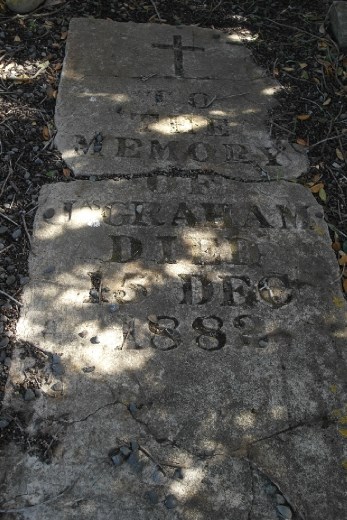 TO
THE
MEMORY
OF
J. GRAHAM
DIED
15 DEC